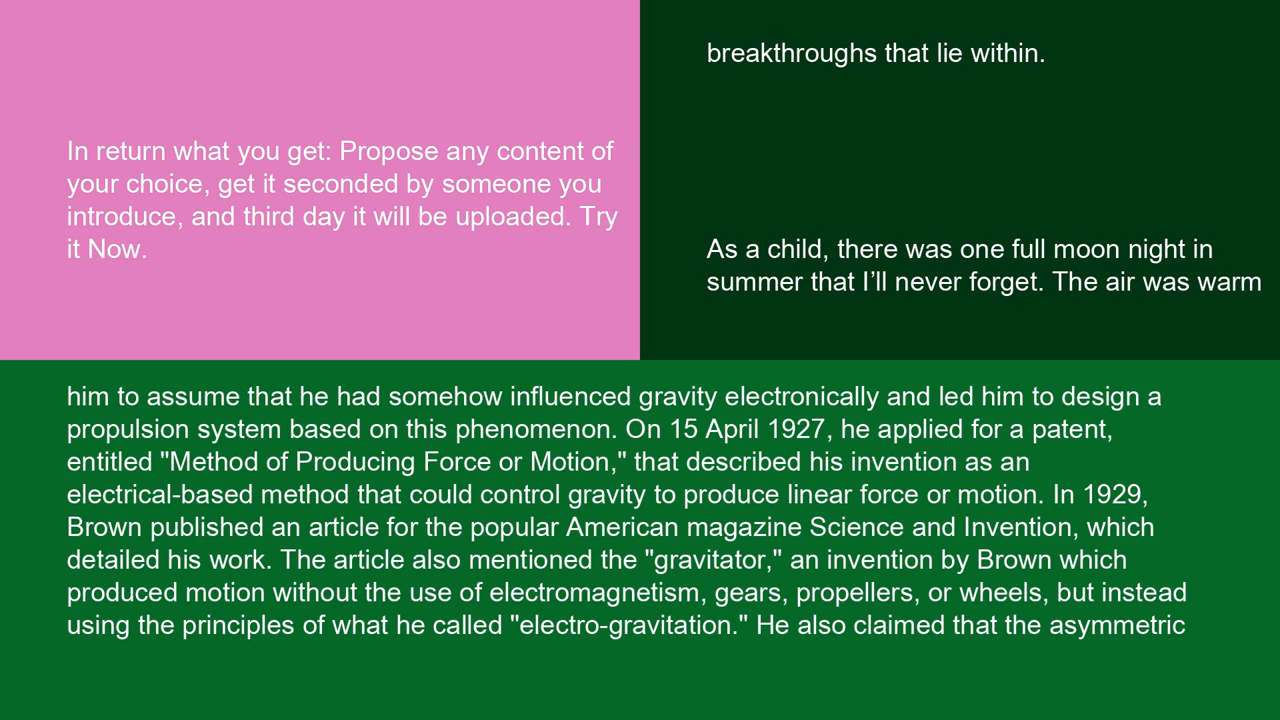 In return what you get: Propose any content of
your choice, get it seconded by someone you
introduce, and third day it will be uploaded. Try
it Now.
breakthroughs that lie within.
As a child, there was one full moon night in
summer that I’ll never forget. The air was warm
him to assume that he had somehow influenced gravity electronically and led him to design a
propulsion system based on this phenomenon. On 15 April 1927, he applied for a patent,
entitled "Method of Producing Force or Motion," that described his invention as an
electrical-based method that could control gravity to produce linear force or motion. In 1929,
Brown published an article for the popular American magazine Science and Invention, which
detailed his work. The article also mentioned the "gravitator," an invention by Brown which
produced motion without the use of electromagnetism, gears, propellers, or wheels, but instead
using the principles of what he called "electro-gravitation." He also claimed that the asymmetric